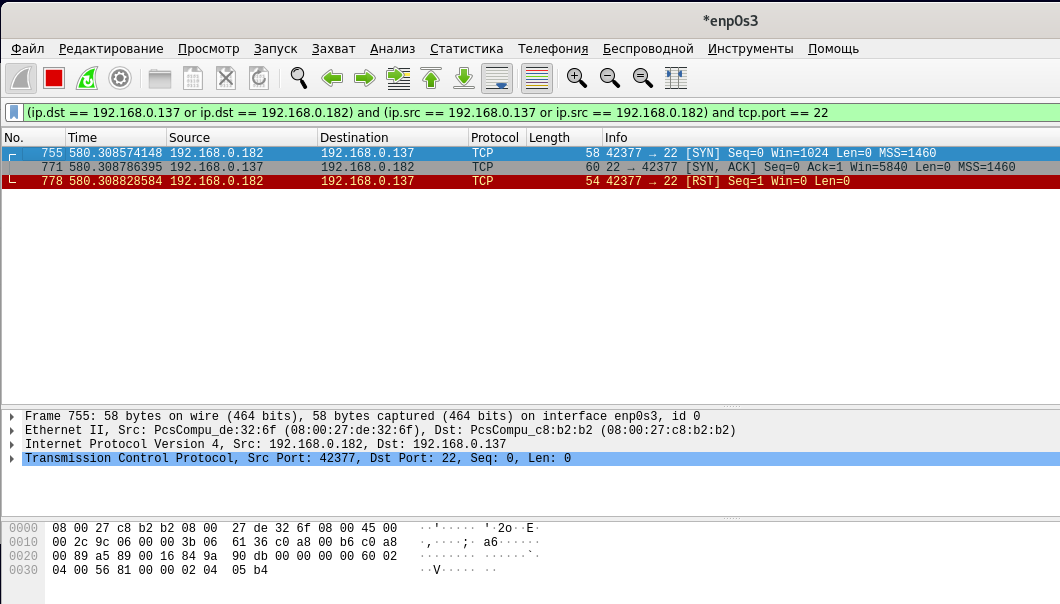 *enp0s3
Файл Редактирование Просмотр Запуск Захват Анализ Статистика Телефония Беспроводной Инструменты Помощь
(ip.dst == 192.168.0.137 or ip.dst == 192.168.0.182) and (ip.src == 192.168.0.137 or ip.src == 192.168.0.182) and tcp.port == 22
No. Time Source Destination Protocol Length Info
755 580.308574148 192.168.0.182 192.168.0.137 TCP 58 42377 → 22 [SYN] Seq=0 Win=1024 Len=0 MSS=1460
771 580.308786395 192.168.0.137 192.168.0.182 TCP 60 22 → 42377 [SYN, ACK] Seq=0 Ack=1 Win=5840 Len=0 MSS=1460
778 580.308828584 192.168.0.182 192.168.0.137 TCP 54 42377 → 22 [RST] Seq=1 Win=0 Len=0
Frame 755: 58 bytes on wire (464 bits), 58 bytes captured (464 bits) on interface enp0s3, id 0
Ethernet II, Src: PcsCompu_de:32:6f (08:00:27:de:32:6f), Dst: PcsCompu_c8:b2:b2 (08:00:27:c8:b2:b2)
Internet Protocol Version 4, Src: 192.168.0.182, Dst: 192.168.0.137
Transmission Control Protocol, Src Port: 42377, Dst Port: 22, Seq: 0, Len: 0
0000 08 00 27 c8 b2 b2 08 00 27 de 32 6f 08 00 45 00 ··'····· '·2o··E·
0010 00 2c 9c 06 00 00 3b 06 61 36 c0 a8 00 b6 c0 a8 ·,····;· a6······
0020 00 89 a5 89 00 16 84 9a 90 db 00 00 00 00 60 02 ········ ······`·
0030 04 00 56 81 00 00 02 04 05 b4 ··V····· ··